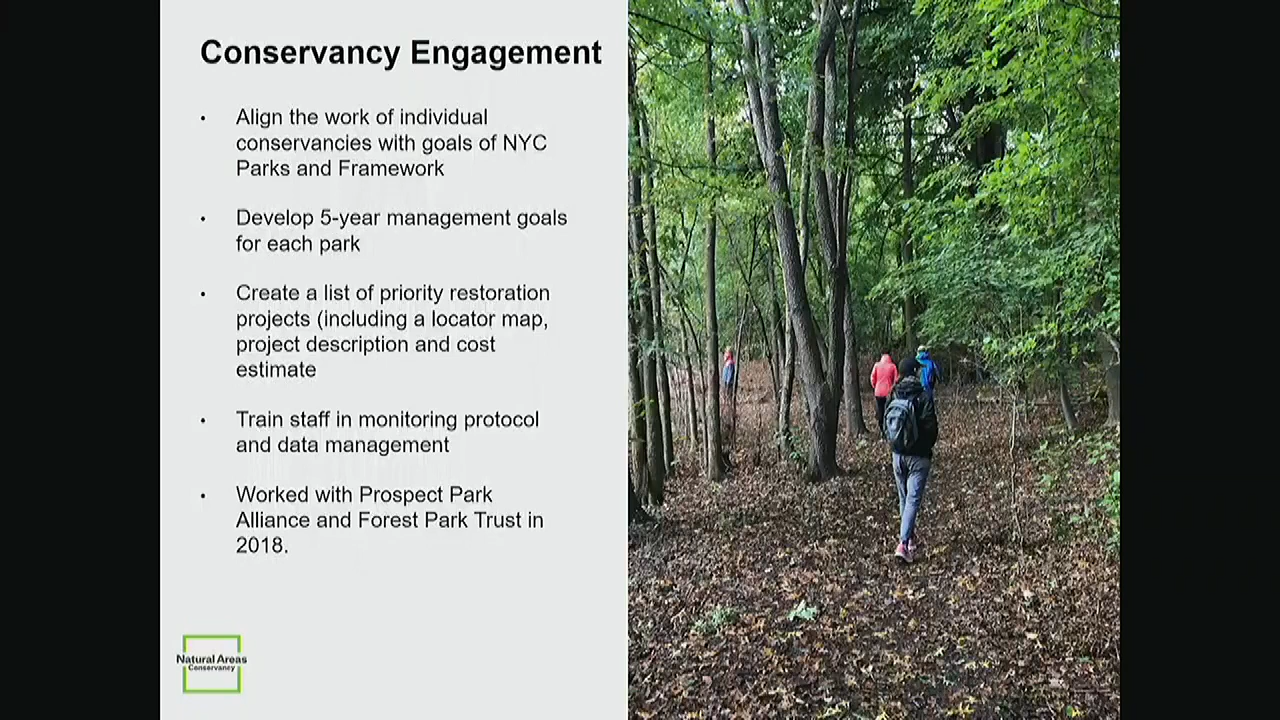 Conservancy Engagement
• Align the work of individual
conservancies with goals of NYC
Parks and Framework
• Develop 5-year management goals
for each park
• Create a list of priority restoration
projects (including a locator map,
project description and cost
estimate
• Train staff in monitoring protocol
and data management
• Worked with Prospect Park
Alliance and Forest Park Trust in
2018.
Natural Areas
Conservancy